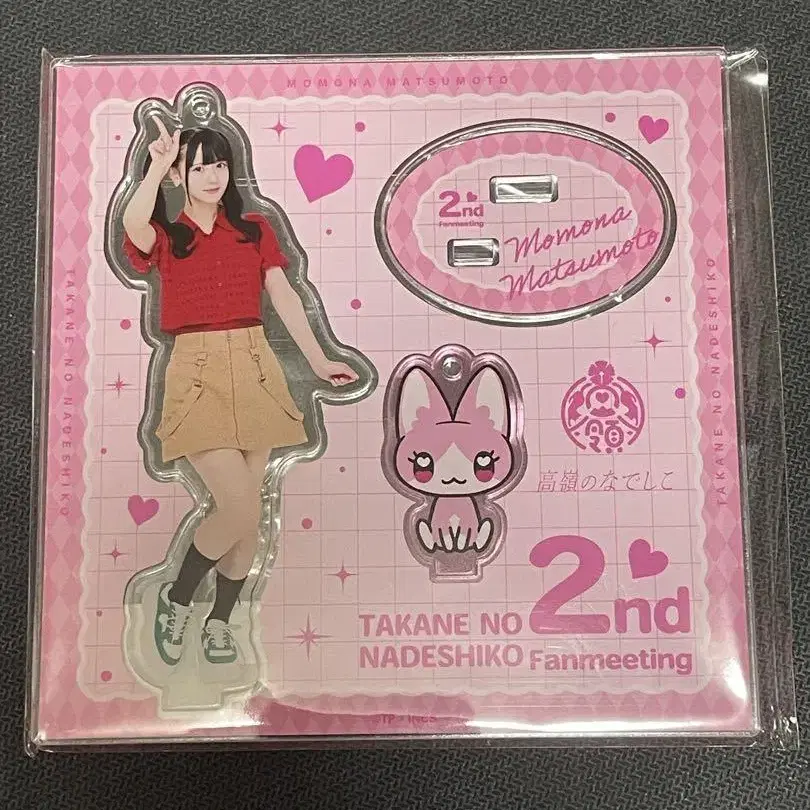 MOMONA MATSUMOTO
2nd
Fanmeeting
Momona
Matsumoto
TAKANE NO NADESHIKO
TAKANE NO NADESHIKO
高嶺のなでしこ
2nd
TAKANE NO
NADESHIKO Fanmeeting